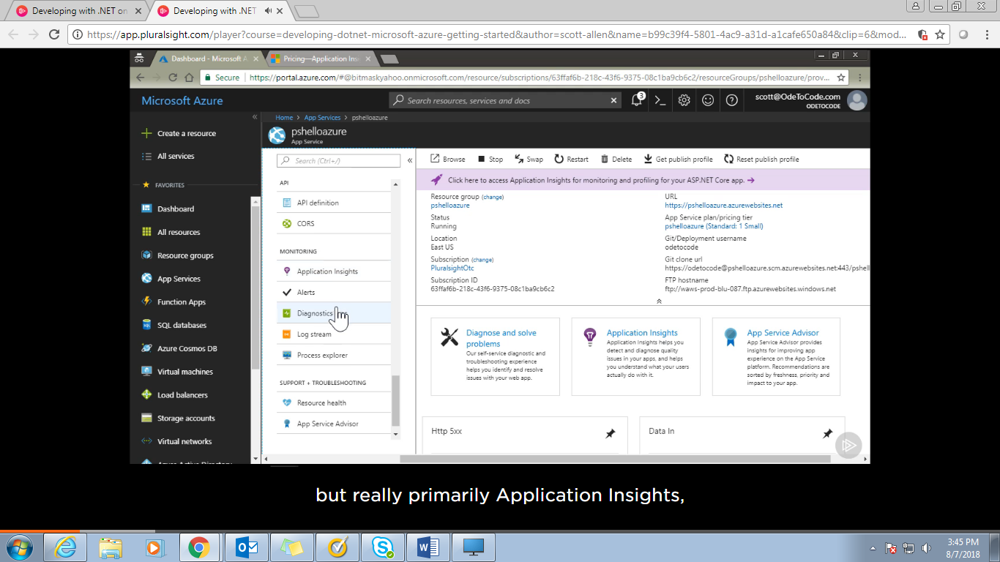 Developing with .NET on
Developing with .NET
https://app.pluralsight.com/player?course=developing-dotnet-microsoft-azure-getting-started&author=scott-allen&name=b99c39f4-5801-4ac9-a31d-a1cafe650a84&clip=6&mod...
Dashboard - Microsoft A
Pricing—Application Ins
Secure
https://portal.azure.com/#@bitmaskyahoo.onmicrosoft.com/resource/subscriptions/63ffaf6b-218c-43f6-9375-08c1ba9cb6c2/resourceGroups/pshelloazure/prov...
Microsoft Azure
Search resources, services and docs
3
scott@OdeToCode.com
ODETOCODE
Home > App Services > pshelloazure
pshelloazure
App Service
Create a resource
All services
FAVORITES
Dashboard
All resources
Resource groups
App Services
Function Apps
SQL databases
Azure Cosmos DB
Virtual machines
Load balancers
Storage accounts
Virtual networks
Azure Active Directory
Search (Ctrl+/)
API
API definition
CORS
MONITORING
Application Insights
Alerts
Diagnostics
Log stream
Process explorer
SUPPORT + TROUBLESHOOTING
Resource health
App Service Advisor
Browse
Stop
Swap
Restart
Delete
Get publish profile
Reset publish profile
Click here to access Application Insights for monitoring and profiling for your ASP.NET Core app.
Resource group (change)
pshelloazure
Status
Running
Location
East US
Subscription (change)
PluralsightOtc
Subscription ID
63ffaf6b-218c-43f6-9375-08c1ba9cb6c2
URL
https://pshelloazure.azurewebsites.net
App Service plan/pricing tier
pshelloazure (Standard: 1 Small)
Git/Deployment username
odetocode
Git clone url
https://odetocode@pshelloazure.scm.azurewebsites.net:443/pshell
FTP hostname
ftp://waws-prod-blu-087.ftp.azurewebsites.windows.net
Diagnose and solve
problems
Our self-service diagnostic and
troubleshooting experience
helps you identify and resolve
issues with your web app.
Application Insights
Application Insights helps you
detect and diagnose quality
issues in your apps, and helps
you understand what your users
actually do with it.
App Service Advisor
App Service Advisor provides
insights for improving app
experience on the App Service
platform. Recommendations are
sorted by freshness, priority and
impact to your app.
Http 5xx
Data In
but really primarily Application Insights,
3:45 PM
8/7/2018